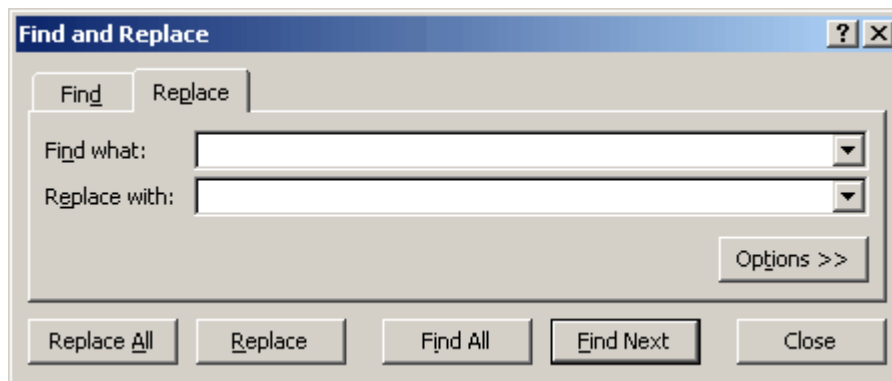 Find and Replace
Find Replace
Find what:
Replace with:
Options >>
Replace All Replace Find All Find Next Close